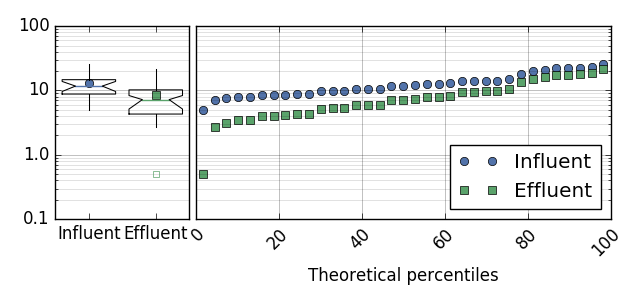 100
10
1.0
0.1
Influent Effluent
0 20 40 60 80 100
Theoretical percentiles
Influent
Effluent